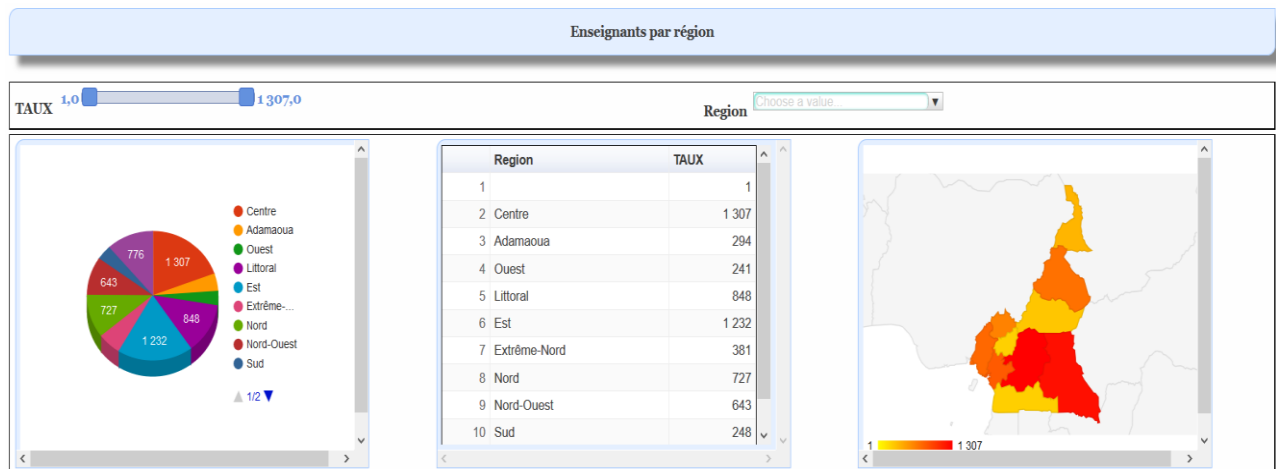 Enseignants par région
TAUX 1,0 1 307,0
Region Choose a value...
776
1 307
643
727
848
1 232
Centre
Adamaoua
Ouest
Littoral
Est
Extrême-...
Nord
Nord-Ouest
Sud
1/2
Region TAUX
1 1
2 Centre 1 307
3 Adamaoua 294
4 Ouest 241
5 Littoral 848
6 Est 1 232
7 Extrême-Nord 381
8 Nord 727
9 Nord-Ouest 643
10 Sud 248
1 1 307